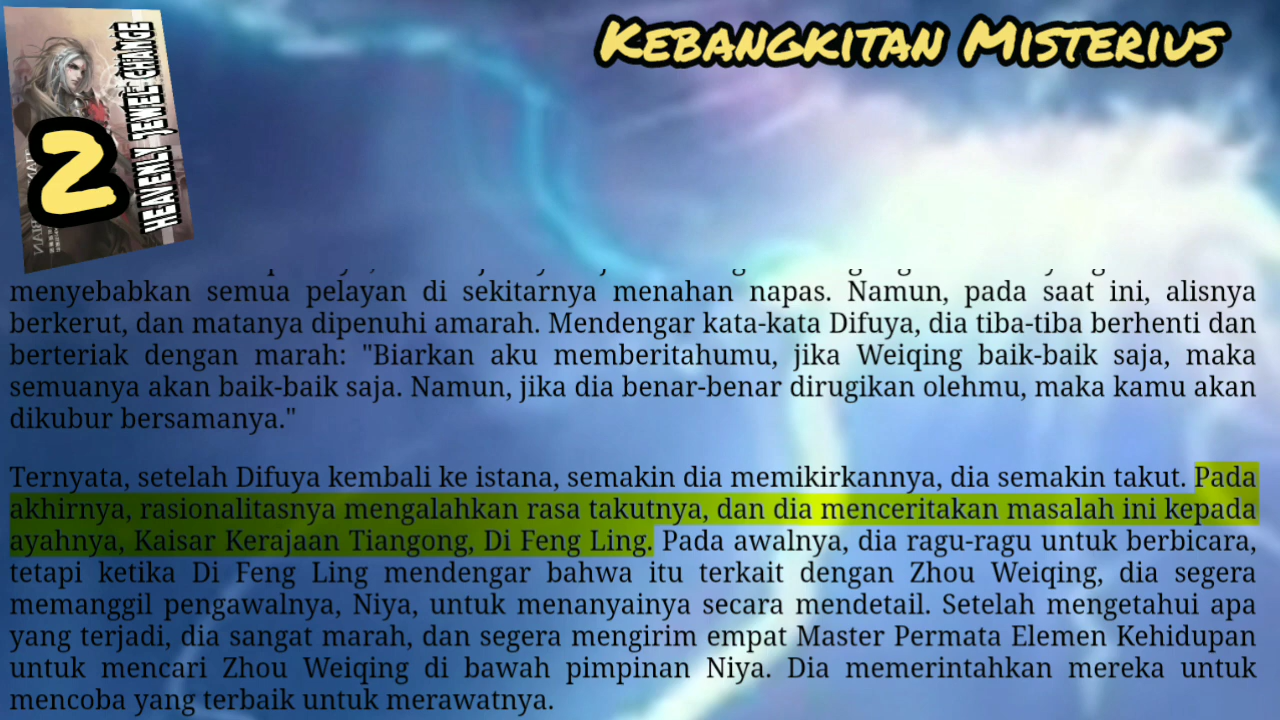 Kebangkitan Misterius
HEAVENLY JEWEL CHANGE
2
menyebabkan semua pelayan di sekitarnya menahan napas. Namun, pada saat ini, alisnya
berkerut, dan matanya dipenuhi amarah. Mendengar kata-kata Difuya, dia tiba-tiba berhenti dan
berteriak dengan marah: "Biarkan aku memberitahumu, jika Weiqing baik-baik saja, maka
semuanya akan baik-baik saja. Namun, jika dia benar-benar dirugikan olehmu, maka kamu akan
dikubur bersamanya."
Ternyata, setelah Difuya kembali ke istana, semakin dia memikirkannya, dia semakin takut. Pada
akhirnya, rasionalitasnya mengalahkan rasa takutnya, dan dia menceritakan masalah ini kepada
ayahnya, Kaisar Kerajaan Tiangong, Di Feng Ling. Pada awalnya, dia ragu-ragu untuk berbicara,
tetapi ketika Di Feng Ling mendengar bahwa itu terkait dengan Zhou Weiqing, dia segera
memanggil pengawalnya, Niya, untuk menanyainya secara mendetail. Setelah mengetahui apa
yang terjadi, dia sangat marah, dan segera mengirim empat Master Permata Elemen Kehidupan
untuk mencari Zhou Weiqing di bawah pimpinan Niya. Dia memerintahkan mereka untuk
mencoba yang terbaik untuk merawatnya.